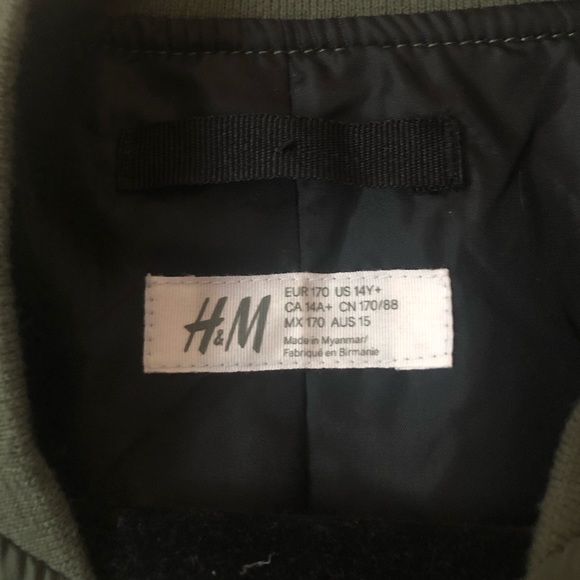 H&M
EUR 170 US 14Y+
CA 14A+ CN 170/88
MX 170 AUS 15
Made in Myanmar/
Fabriqué en Birmanie